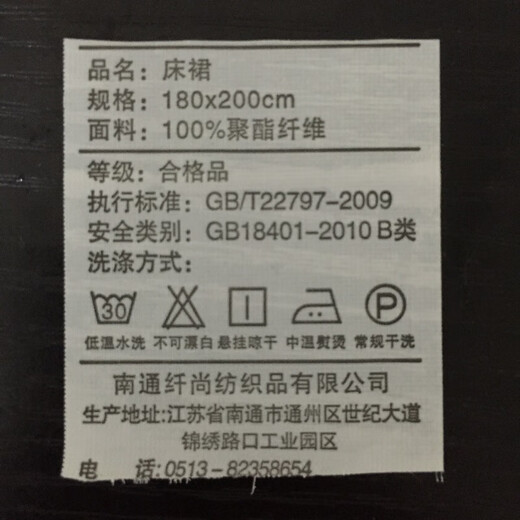 品名：床裙
规格：180x200cm
面料：100%聚酯纤维
等级：合格品
执行标准：GB/T22797-2009
安全类别：GB18401-2010 B类
洗涤方式：
30 P
低温水洗 不可漂白 悬挂晾干 中温熨烫 常规干洗
南通纤尚纺织品有限公司
生产地址:江苏省南通市通州区世纪大道
锦绣路口工业园区
电 话:0513-82358654